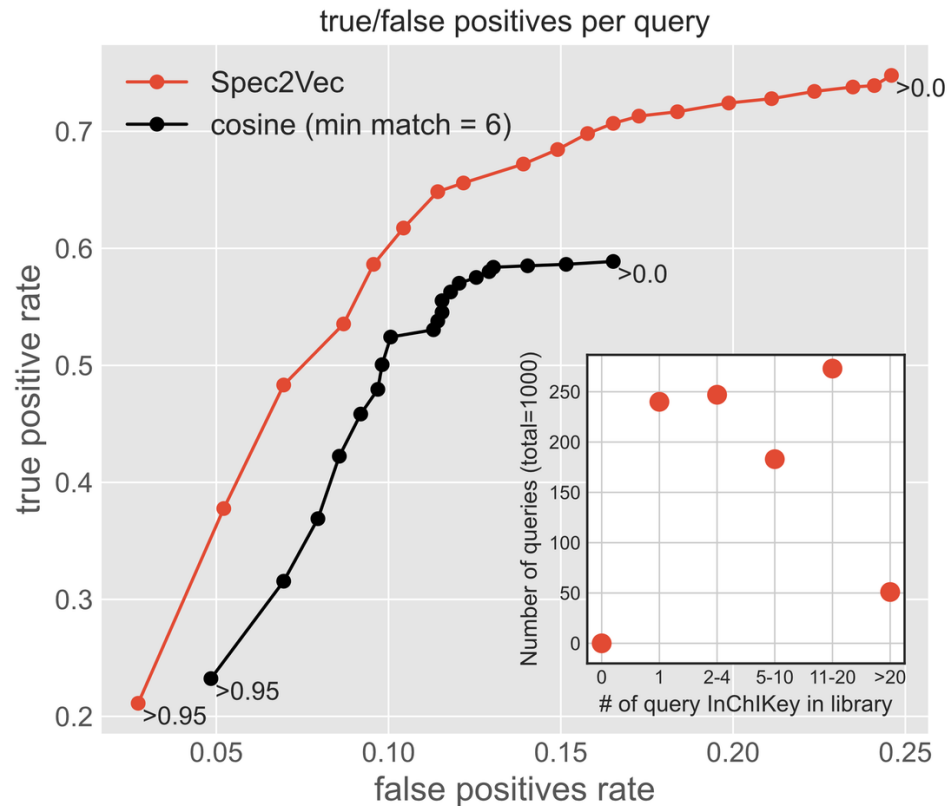 true/false positives per query
Spec2Vec
cosine (min match = 6)
true positive rate
0.7
0.6
0.5
0.4
0.3
0.2
>0.0
>0.0
>0.95
>0.95
Number of queries (total=1000)
250
200
150
100
50
0
0 1 2-4 5-10 11-20 >20
# of query InChIKey in library
0.05 0.10 0.15 0.20 0.25
false positives rate